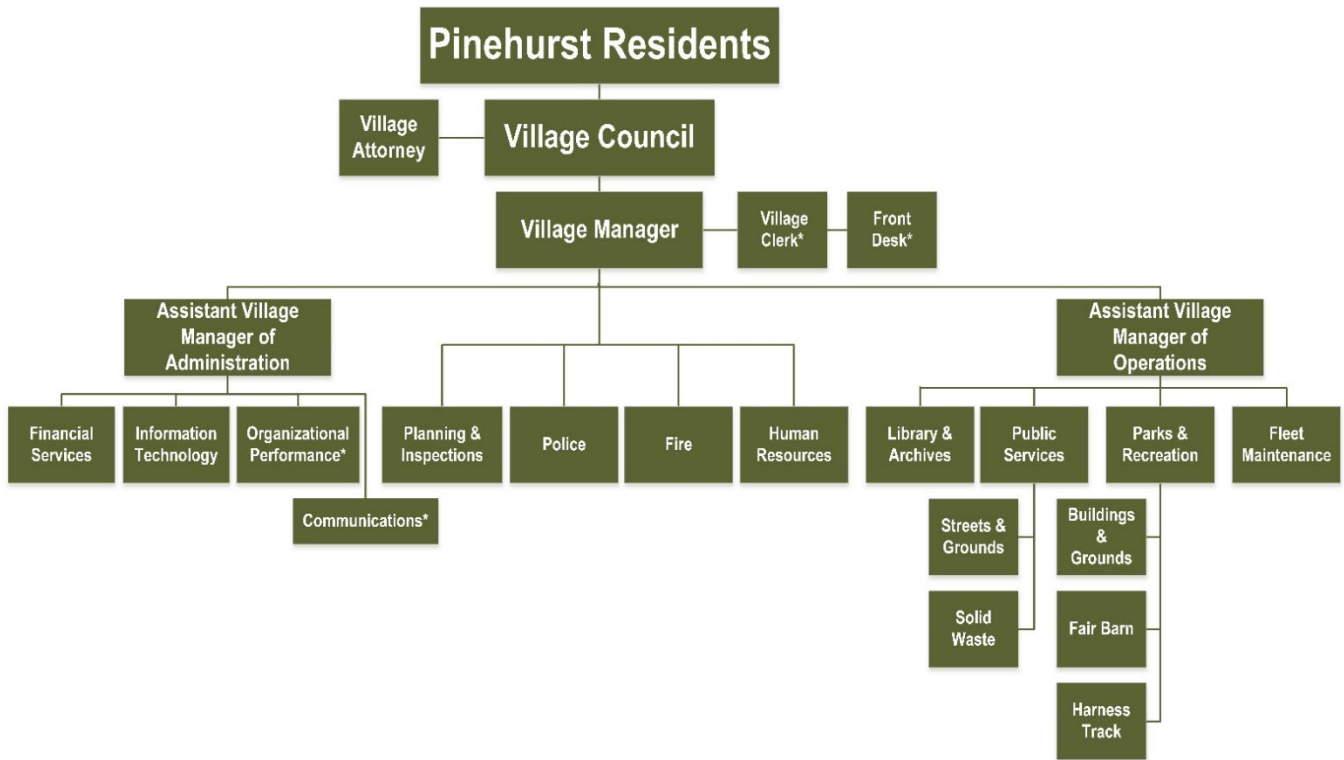 Pinehurst Residents
Village
Attorney
Village Council
Village Manager
Village
Clerk*
Front
Desk*
Assistant Village
Manager of
Administration
Assistant Village
Manager of
Operations
Financial
Services
Information
Technology
Organizational
Performance*
Communications*
Planning &
Inspections
Police
Fire
Human
Resources
Library &
Archives
Public
Services
Parks &
Recreation
Fleet
Maintenance
Streets &
Grounds
Solid
Waste
Buildings
&
Grounds
Fair Barn
Harness
Track